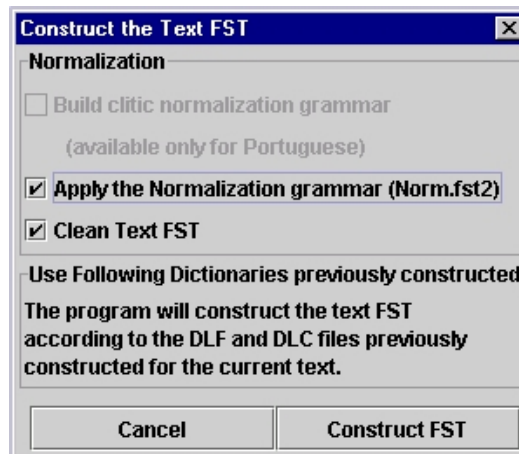 Construct the Text FST
Normalization
Build clitic normalization grammar
(available only for Portuguese)
Apply the Normalization grammar (Norm.fst2)
Clean Text FST
Use Following Dictionaries previously constructed
The program will construct the text FST
according to the DLF and DLC files previously
constructed for the current text.
Cancel Construct FST